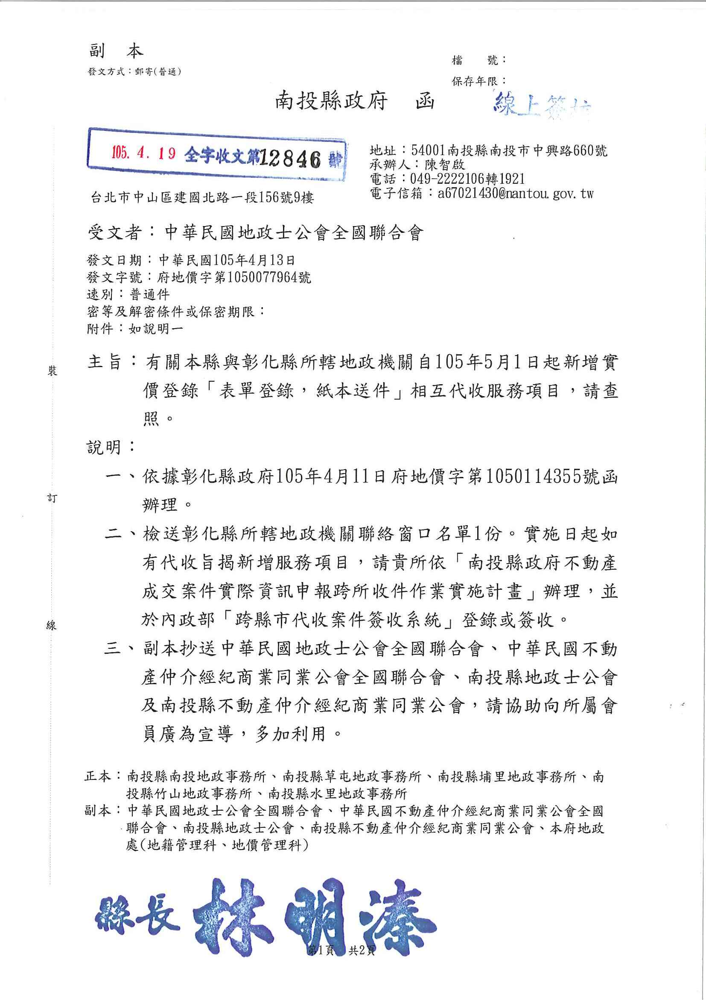 副　本
發文方式：郵寄(普通)
檔　　號：
保存年限：
南投縣政府　函
線上簽
105. 4. 19 全字收文第12846號
地址：54001南投縣南投市中興路660號
承辦人：陳智啟
電話：049-2222106轉1921
電子信箱：a67021430@nantou.gov.tw
台北市中山區建國北路一段156號9樓
受文者：中華民國地政士公會全國聯合會
發文日期：中華民國105年4月13日
發文字號：府地價字第1050077964號
速別：普通件
密等及解密條件或保密期限：
附件：如說明一
主旨：有關本縣與彰化縣所轄地政機關自105年5月1日起新增實
價登錄「表單登錄，紙本送件」相互代收服務項目，請查
照。
說明：
一、依據彰化縣政府105年4月11日府地價字第1050114355號函
辦理。
二、檢送彰化縣所轄地政機關聯絡窗口名單1份。實施日起如
有代收旨揭新增服務項目，請貴所依「南投縣政府不動產
成交案件實際資訊申報跨所收件作業實施計畫」辦理，並
於內政部「跨縣市代收案件簽收系統」登錄或簽收。
三、副本抄送中華民國地政士公會全國聯合會、中華民國不動
產仲介經紀商業同業公會全國聯合會、南投縣地政士公會
及南投縣不動產仲介經紀商業同業公會，請協助向所屬會
員廣為宣導，多加利用。
正本：南投縣南投地政事務所、南投縣草屯地政事務所、南投縣埔里地政事務所、南
投縣竹山地政事務所、南投縣水里地政事務所
副本：中華民國地政士公會全國聯合會、中華民國不動產仲介經紀商業同業公會全國
聯合會、南投縣地政士公會、南投縣不動產仲介經紀商業同業公會、本府地政
處(地籍管理科、地價管理科)
縣長 林明溱
第1頁　共2頁
裝
訂
線